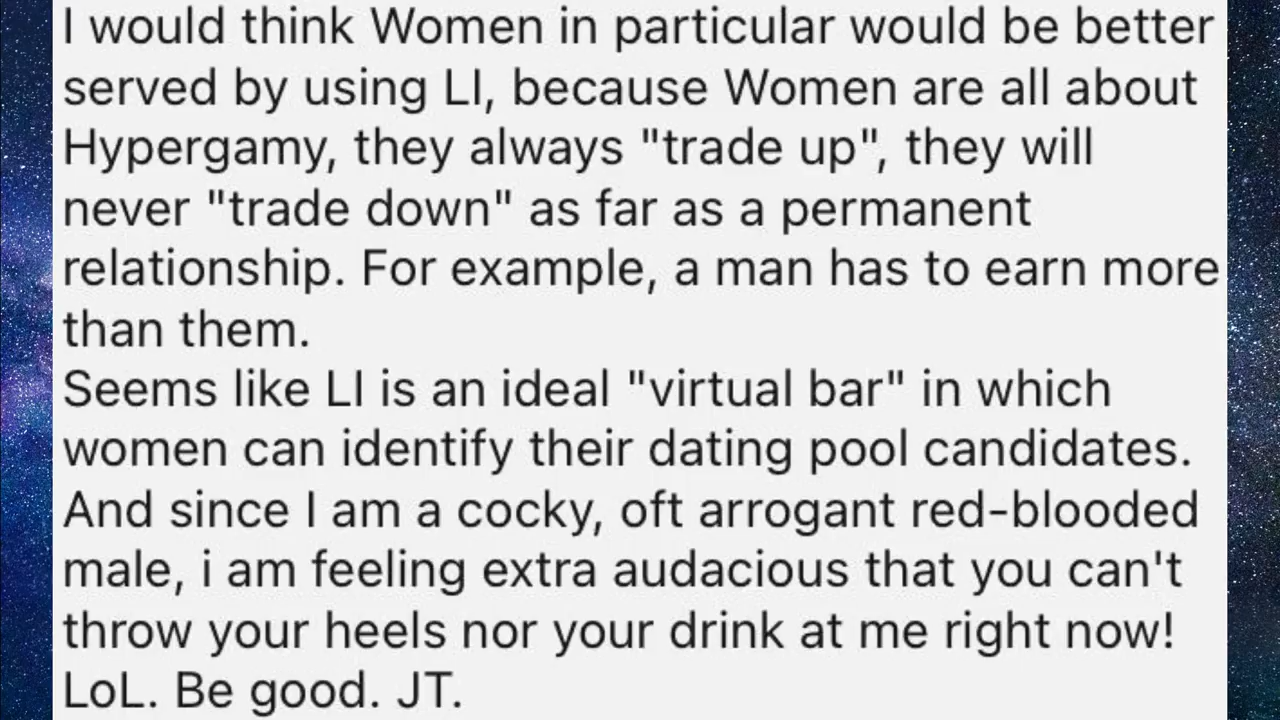 I would think Women in particular would be better
served by using LI, because Women are all about
Hypergamy, they always "trade up", they will
never "trade down" as far as a permanent
relationship. For example, a man has to earn more
than them.
Seems like LI is an ideal "virtual bar" in which
women can identify their dating pool candidates.
And since I am a cocky, oft arrogant red-blooded
male, i am feeling extra audacious that you can't
throw your heels nor your drink at me right now!
LoL. Be good. JT.